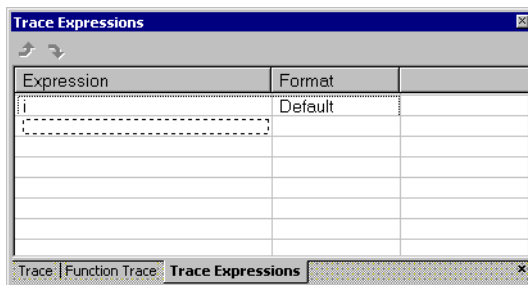 Trace Expressions
Expression Format
i Default
Trace Function Trace Trace Expressions